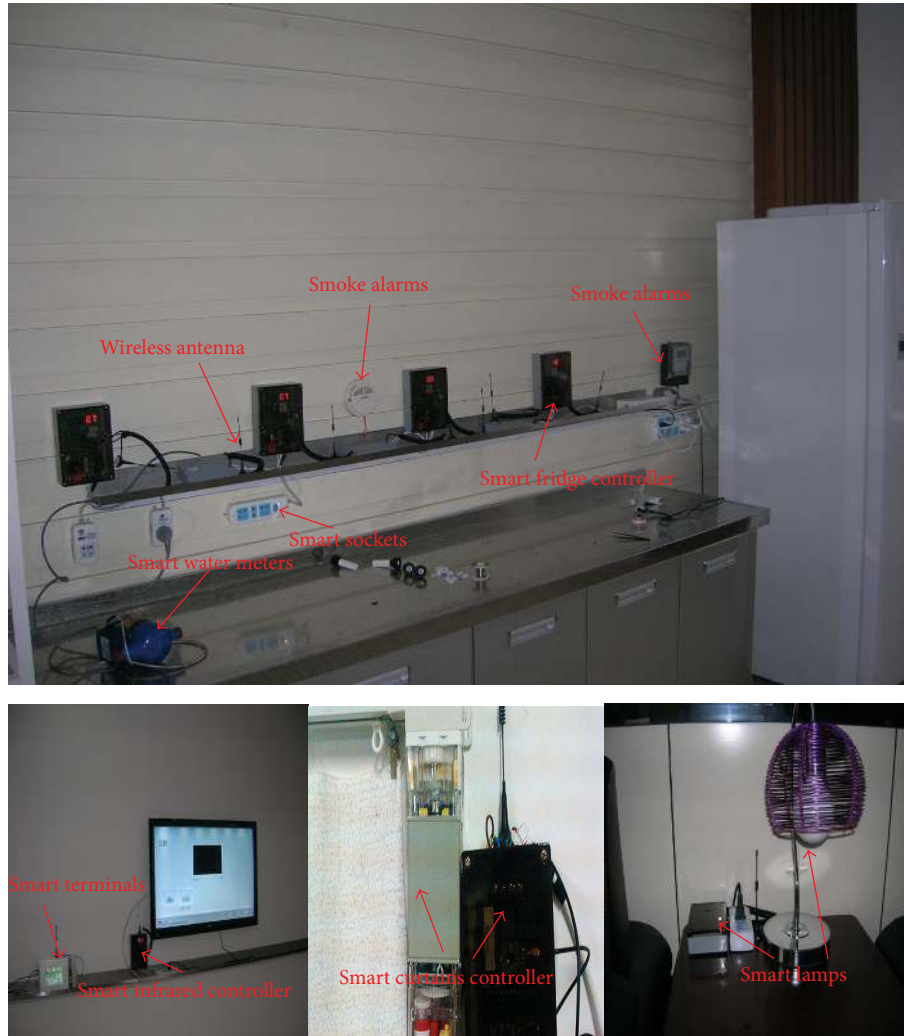 Smoke alarms
Smoke alarms
Wireless antenna
Smart fridge controller
Smart sockets
Smart water meters
Smart terminals
Smart infrared controller
Smart curtains controller
Smart lamps